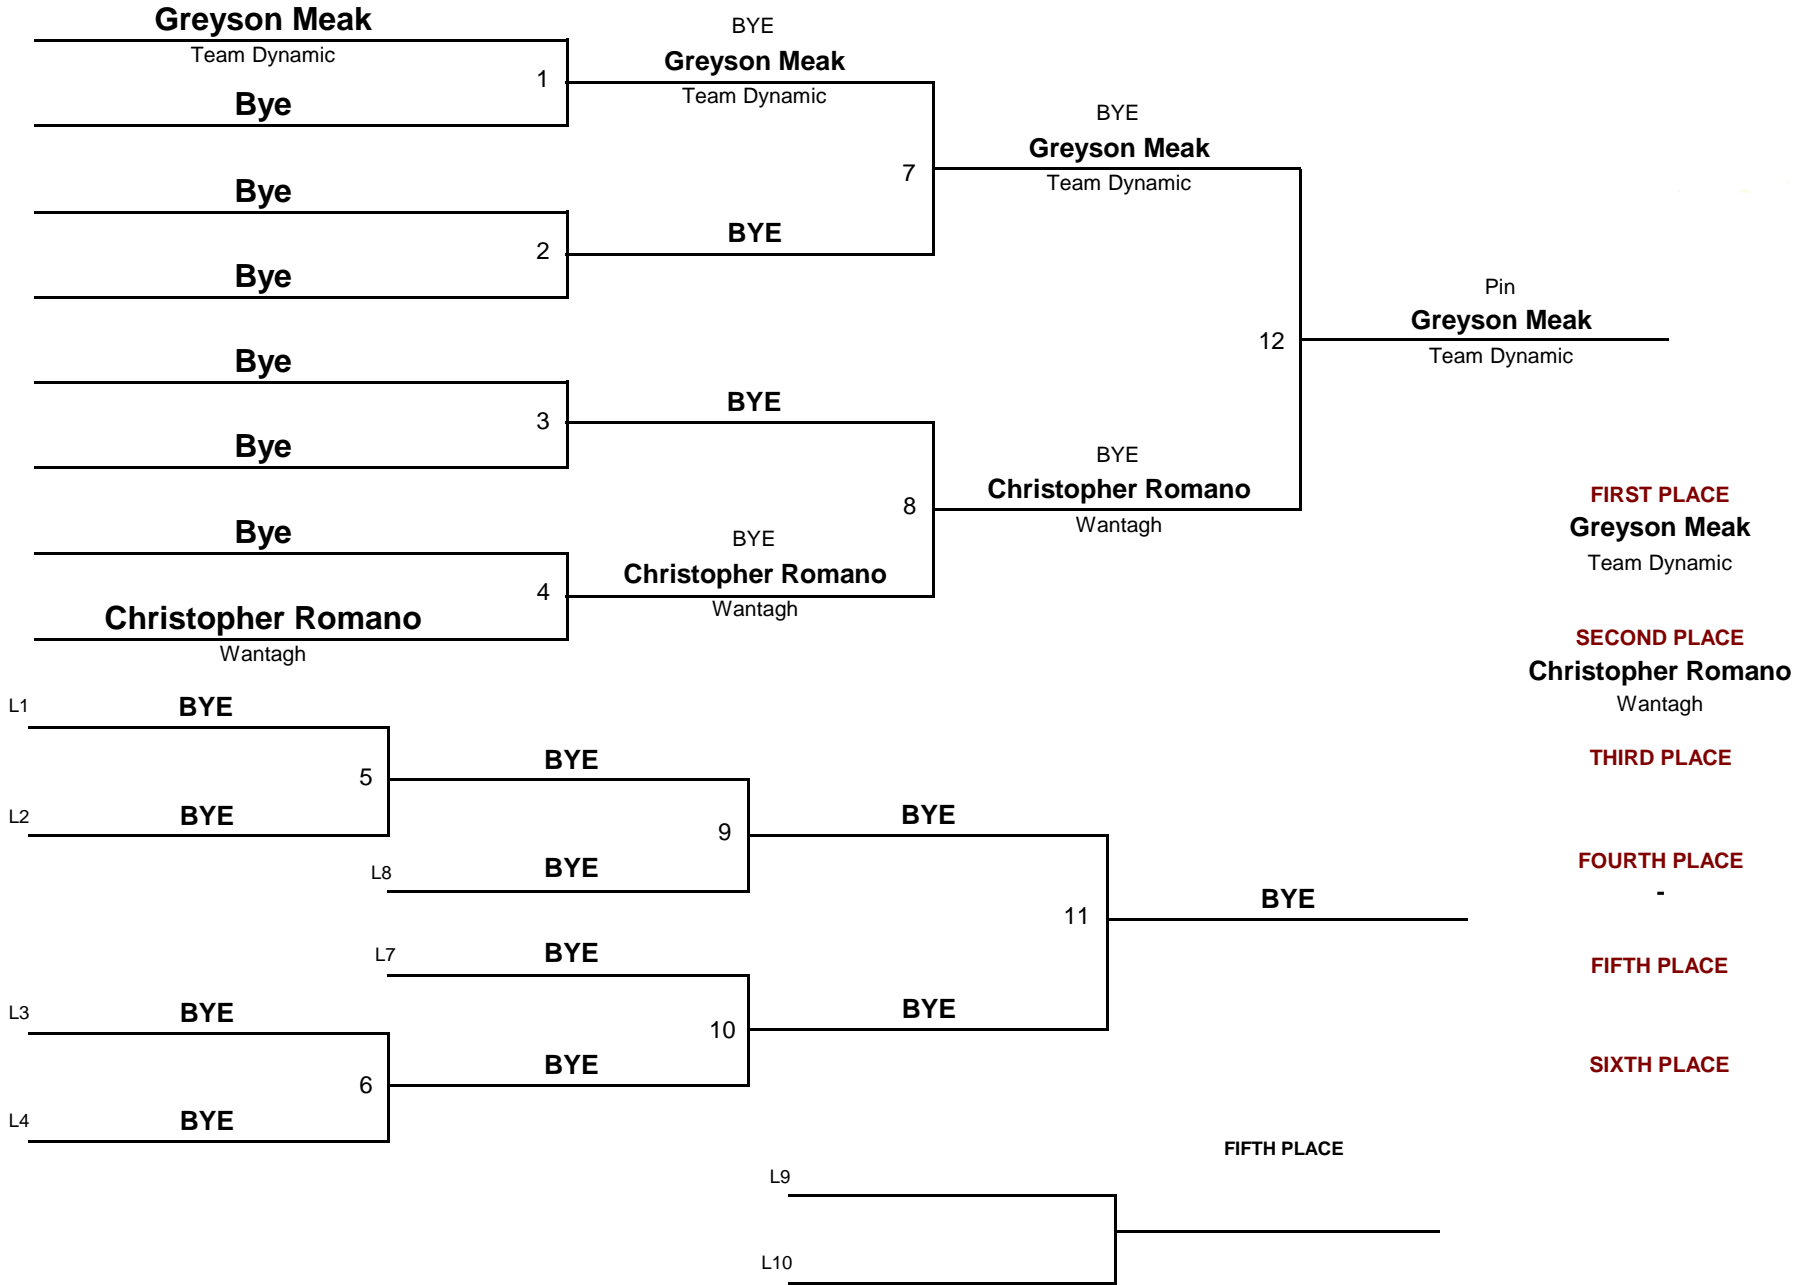 Greyson Meak
Team Dynamic
1
Bye
BYE
Greyson Meak
Team Dynamic
Bye
2
Bye
7
BYE
BYE
Greyson Meak
Team Dynamic
Bye
3
Bye
BYE
12
Pin
Greyson Meak
Team Dynamic
Bye
4
Christopher Romano
Wantagh
8
BYE
Christopher Romano
Wantagh
BYE
Christopher Romano
Wantagh
FIRST PLACE
Greyson Meak
Team Dynamic
SECOND PLACE
Christopher Romano
Wantagh
THIRD PLACE
FOURTH PLACE
-
FIFTH PLACE
SIXTH PLACE
L1
BYE
5
L2
BYE
BYE
9
L8
BYE
BYE
11
BYE
L7
BYE
10
BYE
L3
BYE
6
BYE
L4
BYE
FIFTH PLACE
L9
L10